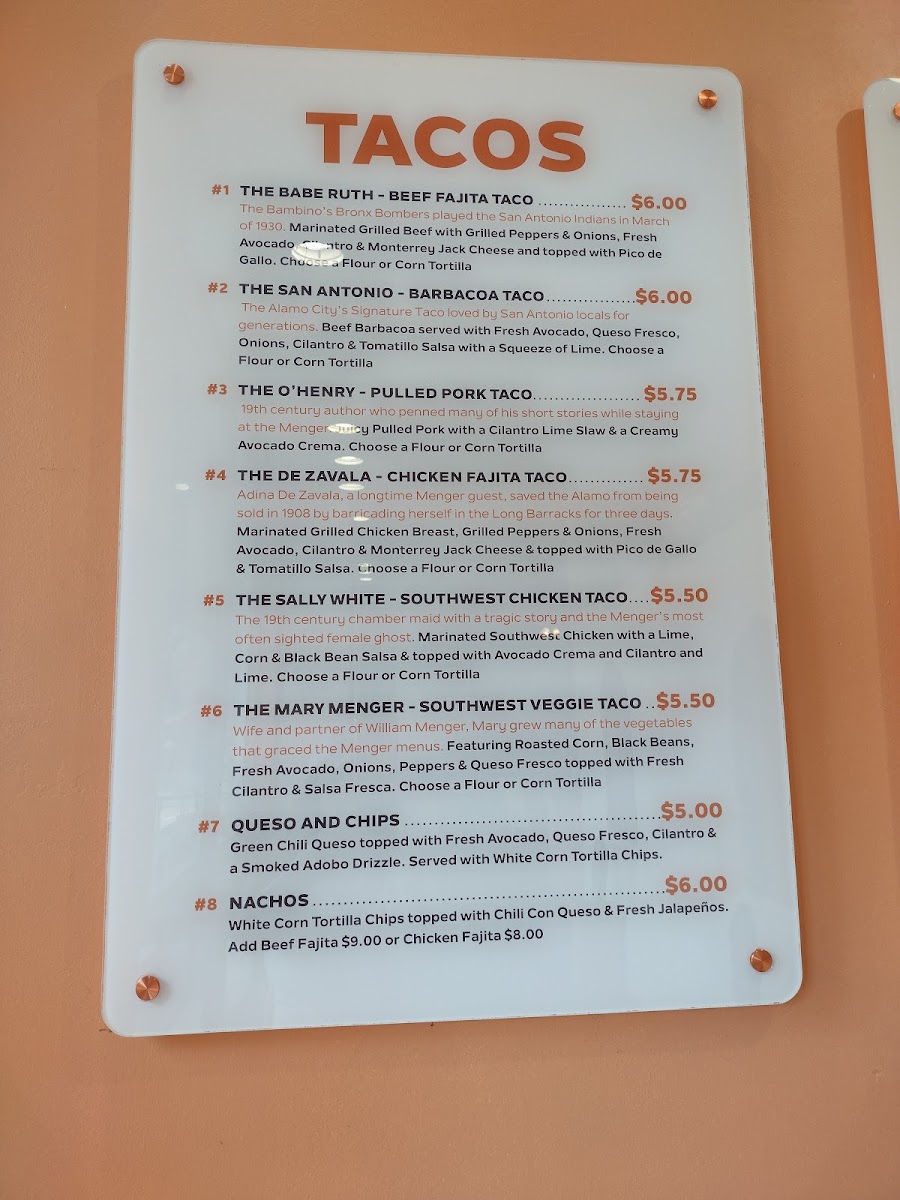 TACOS
#1 THE BABE RUTH - BEEF FAJITA TACO ................. $6.00
The Bambino's Bronx Bombers played the San Antonio Indians in March
of 1930. Marinated Grilled Beef with Grilled Peppers & Onions, Fresh
Avocado, Cilantro & Monterrey Jack Cheese and topped with Pico de
Gallo. Choose a Flour or Corn Tortilla
#2 THE SAN ANTONIO - BARBACOA TACO.................$6.00
The Alamo City's Signature Taco loved by San Antonio locals for
generations. Beef Barbacoa served with Fresh Avocado, Queso Fresco,
Onions, Cilantro & Tomatillo Salsa with a Squeeze of Lime. Choose a
Flour or Corn Tortilla
#3 THE O'HENRY - PULLED PORK TACO.................... $5.75
19th century author who penned many of his short stories while staying
at the Menger. Juicy Pulled Pork with a Cilantro Lime Slaw & a Creamy
Avocado Crema. Choose a Flour or Corn Tortilla
#4 THE DE ZAVALA - CHICKEN FAJITA TACO.............. $5.75
Adina De Zavala, a longtime Menger guest, saved the Alamo from being
sold in 1908 by barricading herself in the Long Barracks for three days.
Marinated Grilled Chicken Breast, Grilled Peppers & Onions, Fresh
Avocado, Cilantro & Monterrey Jack Cheese & topped with Pico de Gallo
& Tomatillo Salsa. Choose a Flour or Corn Tortilla
#5 THE SALLY WHITE - SOUTHWEST CHICKEN TACO....$5.50
The 19th century chamber maid with a tragic story and the Menger's most
often sighted female ghost. Marinated Southwest Chicken with a Lime,
Corn & Black Bean Salsa & topped with Avocado Crema and Cilantro and
Lime. Choose a Flour or Corn Tortilla
#6 THE MARY MENGER - SOUTHWEST VEGGIE TACO ..$5.50
Wife and partner of William Menger, Mary grew many of the vegetables
that graced the Menger menus. Featuring Roasted Corn, Black Beans,
Fresh Avocado, Onions, Peppers & Queso Fresco topped with Fresh
Cilantro & Salsa Fresca. Choose a Flour or Corn Tortilla
#7 QUESO AND CHIPS ..................................$5.00
Green Chili Queso topped with Fresh Avocado, Queso Fresco, Cilantro &
a Smoked Adobo Drizzle. Served with White Corn Tortilla Chips.
#8 NACHOS ..............................................$6.00
White Corn Tortilla Chips topped with Chili Con Queso & Fresh Jalapeños.
Add Beef Fajita $9.00 or Chicken Fajita $8.00